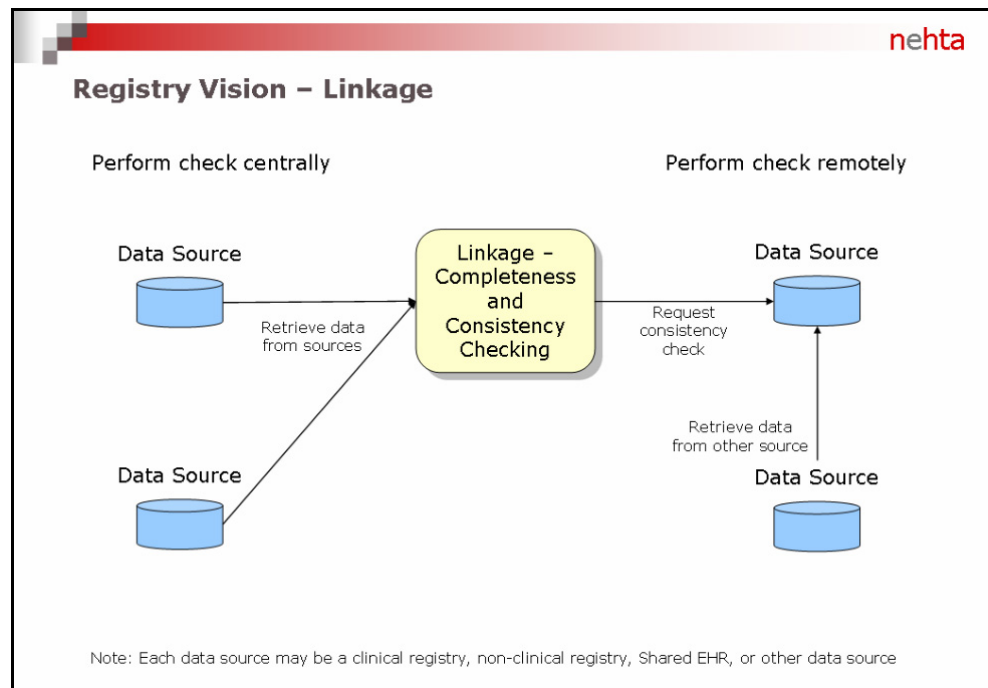 nehta
Registry Vision – Linkage
Perform check centrally
Perform check remotely
Data Source
Linkage –
Completeness
and
Consistency
Checking
Data Source
Retrieve data
from sources
Request
consistency
check
Retrieve data
from other source
Data Source
Data Source
Note: Each data source may be a clinical registry, non-clinical registry, Shared EHR, or other data source